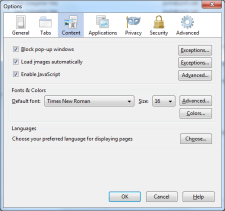 Options
General Tabs Content Applications Privacy Security Advanced
Block pop-up windows Exceptions...
Load images automatically Exceptions...
Enable JavaScript Advanced...
Fonts & Colors
Default font: Times New Roman Size: 16 Advanced...
Colors...
Languages
Choose your preferred language for displaying pages Choose...
OK Cancel Help